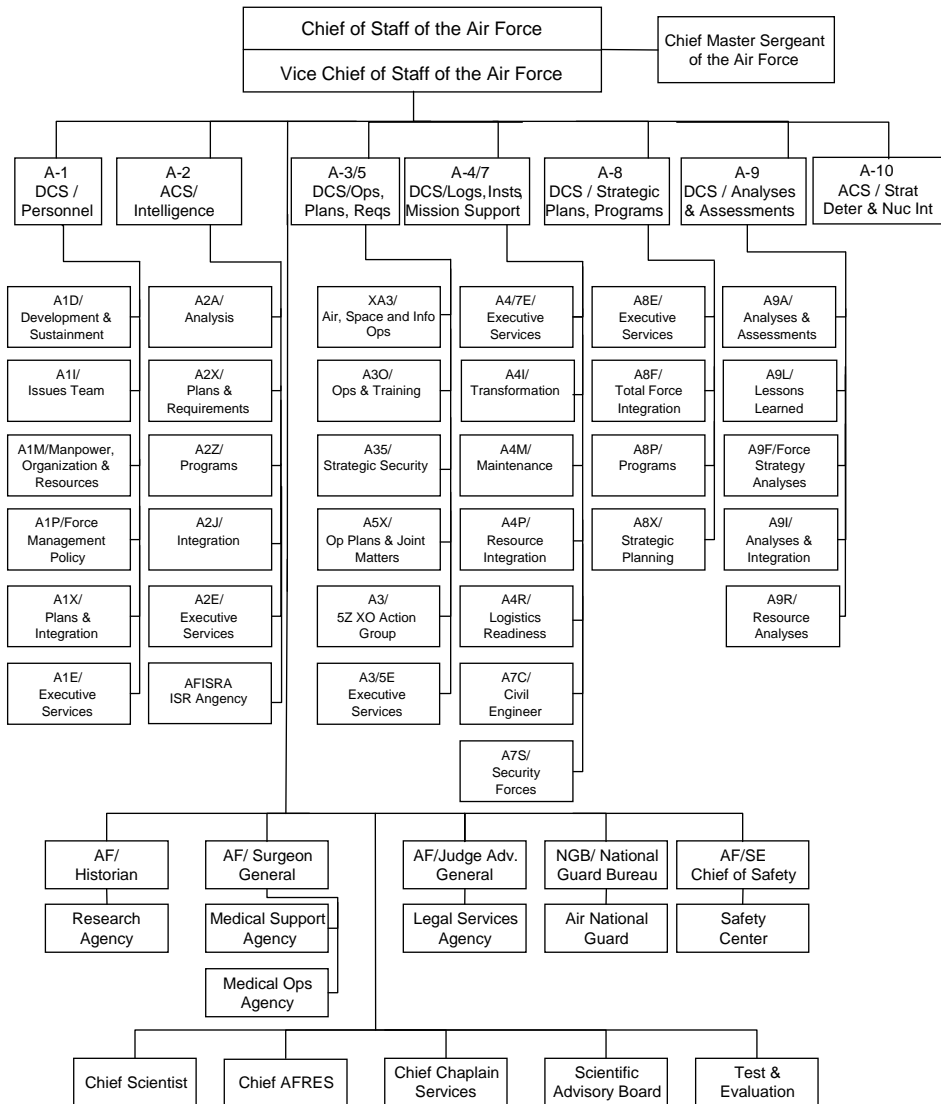 Chief of Staff of the Air Force
Vice Chief of Staff of the Air Force
Chief Master Sergeant
of the Air Force
A-1
DCS /
Personnel
A-2
ACS/
Intelligence
A-3/5
DCS/Ops,
Plans, Reqs
A-4/7
DCS/Logs, Insts,
Mission Support
A-8
DCS / Strategic
Plans, Programs
A-9
DCS / Analyses
& Assessments
A-10
ACS / Strat
Deter & Nuc Int
A1D/
Development &
Sustainment
A1I/
Issues Team
A1M/Manpower,
Organization &
Resources
A1P/Force
Management
Policy
A1X/
Plans &
Integration
A1E/
Executive
Services
A2A/
Analysis
A2X/
Plans &
Requirements
A2Z/
Programs
A2J/
Integration
A2E/
Executive
Services
AFISRA
ISR Angency
XA3/
Air, Space and Info
Ops
A3O/
Ops & Training
A35/
Strategic Security
A5X/
Op Plans & Joint
Matters
A3/
5Z XO Action
Group
A3/5E
Executive
Services
A4/7E/
Executive
Services
A4I/
Transformation
A4M/
Maintenance
A4P/
Resource
Integration
A4R/
Logistics
Readiness
A7C/
Civil
Engineer
A7S/
Security
Forces
A8E/
Executive
Services
A8F/
Total Force
Integration
A8P/
Programs
A8X/
Strategic
Planning
A9A/
Analyses &
Assessments
A9L/
Lessons
Learned
A9F/Force
Strategy
Analyses
A9I/
Analyses &
Integration
A9R/
Resource
Analyses
AF/
Historian
Research
Agency
AF/ Surgeon
General
Medical Support
Agency
Medical Ops
Agency
AF/Judge Adv.
General
Legal Services
Agency
NGB/ National
Guard Bureau
Air National
Guard
AF/SE
Chief of Safety
Safety
Center
Chief Scientist
Chief AFRES
Chief Chaplain
Services
Scientific
Advisory Board
Test &
Evaluation